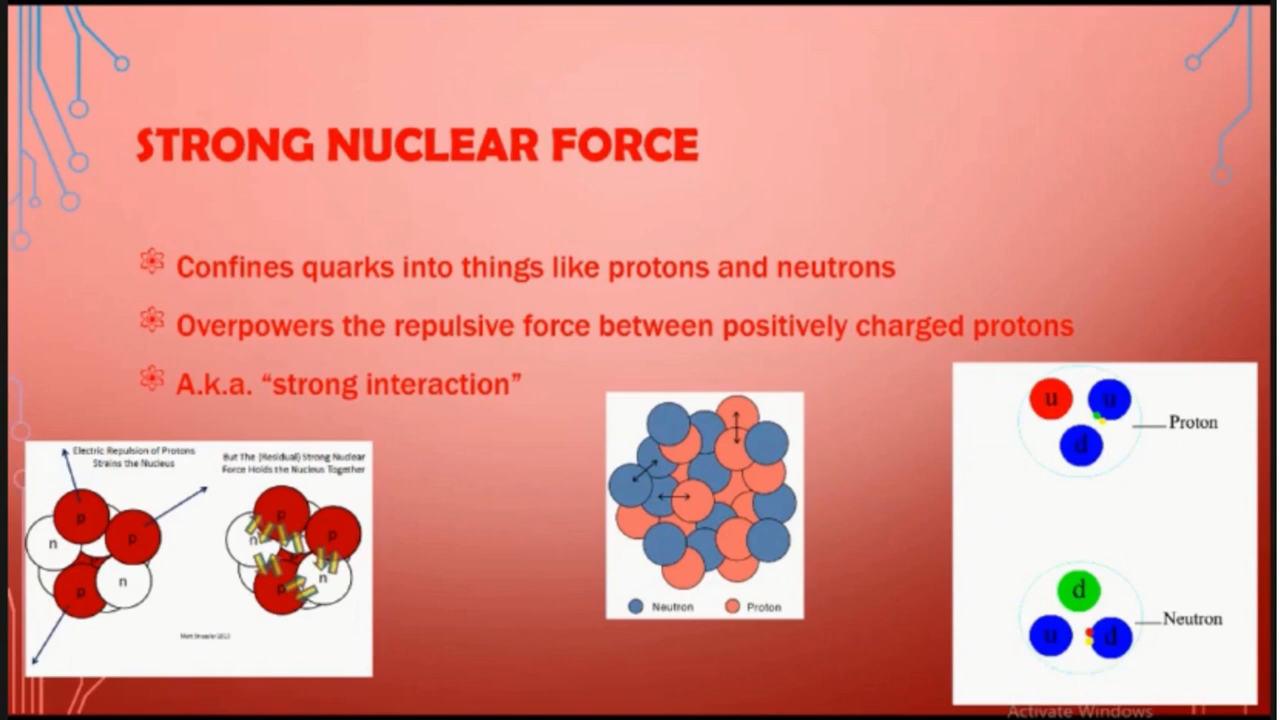 STRONG NUCLEAR FORCE
Confines quarks into things like protons and neutrons
Overpowers the repulsive force between positively charged protons
A.k.a. “strong interaction”
Electric Repulsion of Protons
Strains the Nucleus
But The (Residual) Strong Nuclear
Force Holds the Nucleus Together
p
p
n
n
p
p
p
n
n
p
Neutron
Proton
u
u
d
Proton
d
u
d
Neutron
Activate Windows